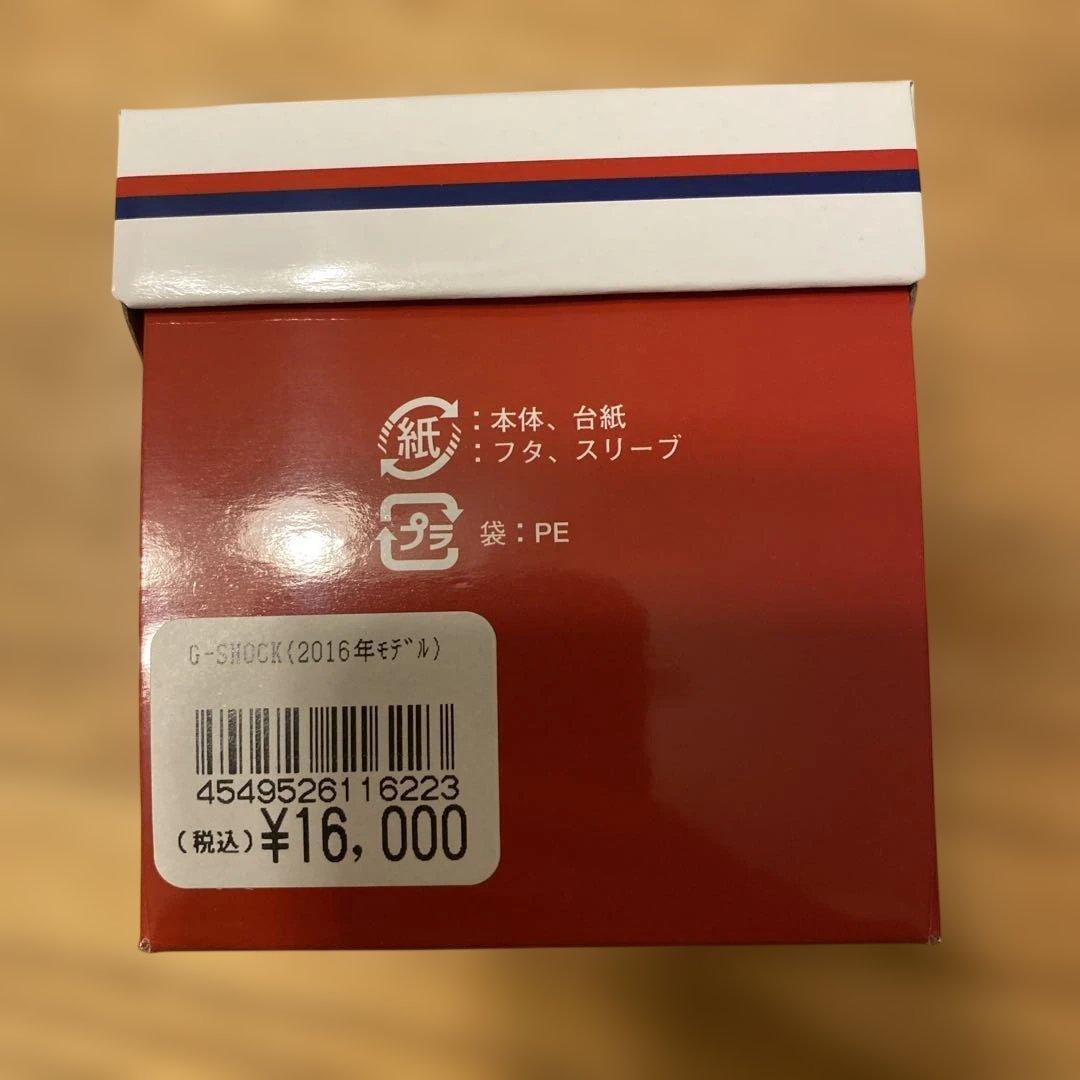 紙：本体、台紙
：フタ、スリーブ
プラ 袋：PE
G-SHOCK(2016年ﾓﾃﾞﾙ)
4549526116223
(税込)¥16,000